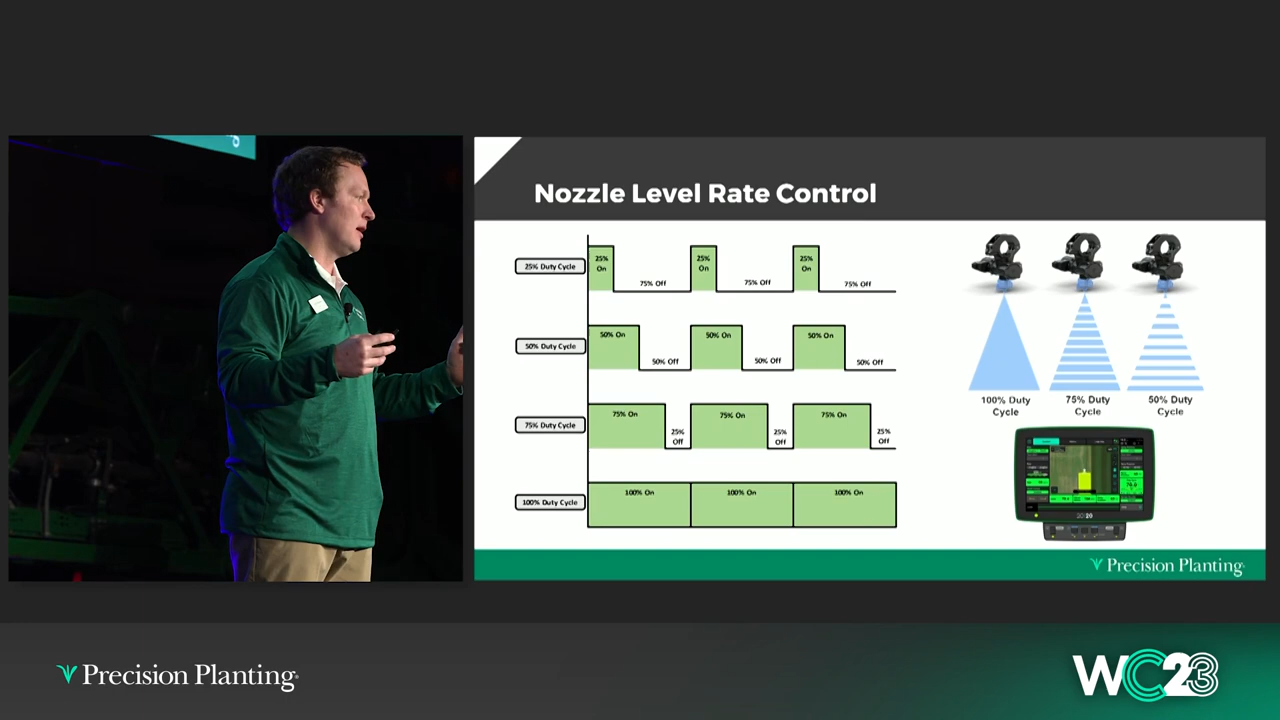 Nozzle Level Rate Control
25% Duty Cycle
25%
On
75% Off
25%
On
75% Off
25%
On
75% Off
50% Duty Cycle
50% On
50% Off
50% On
50% Off
50% On
50% Off
75% Duty Cycle
75% On
25%
Off
75% On
25%
Off
75% On
25%
Off
100% Duty Cycle
100% On
100% On
100% On
100% Duty
Cycle
75% Duty
Cycle
50% Duty
Cycle
20|20
Precision Planting
Precision Planting
WC23